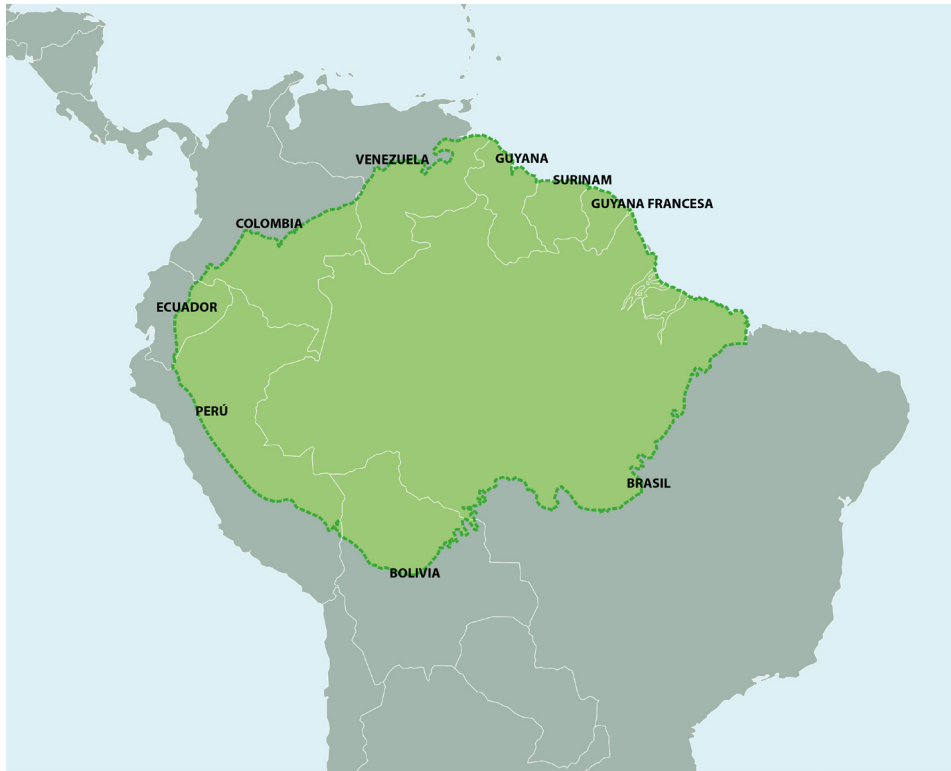 VENEZUELA
GUYANA
SURINAM
GUYANA FRANCESA
COLOMBIA
ECUADOR
PERÚ
BRASIL
BOLIVIA